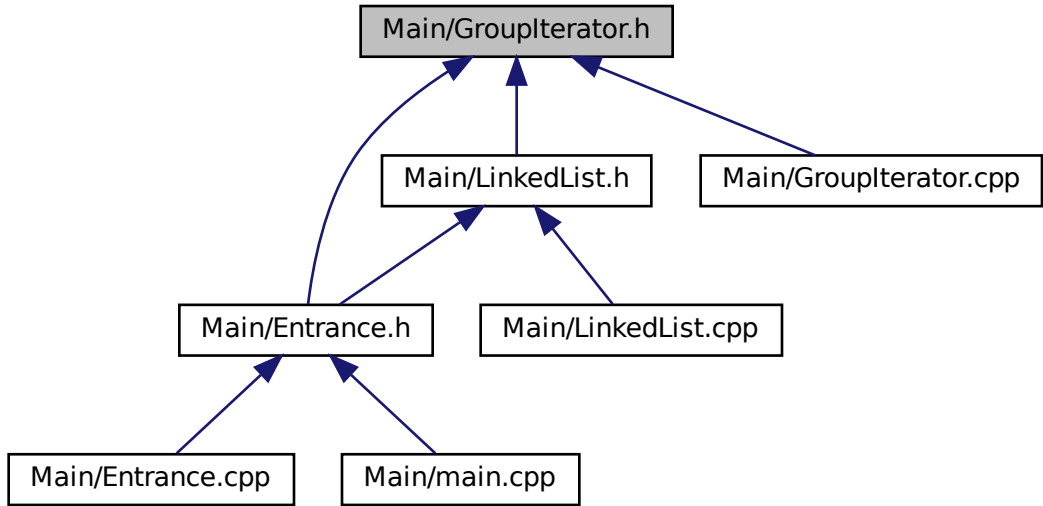 Main/GroupIterator.h
Main/LinkedList.h
Main/GroupIterator.cpp
Main/Entrance.h
Main/LinkedList.cpp
Main/Entrance.cpp
Main/main.cpp